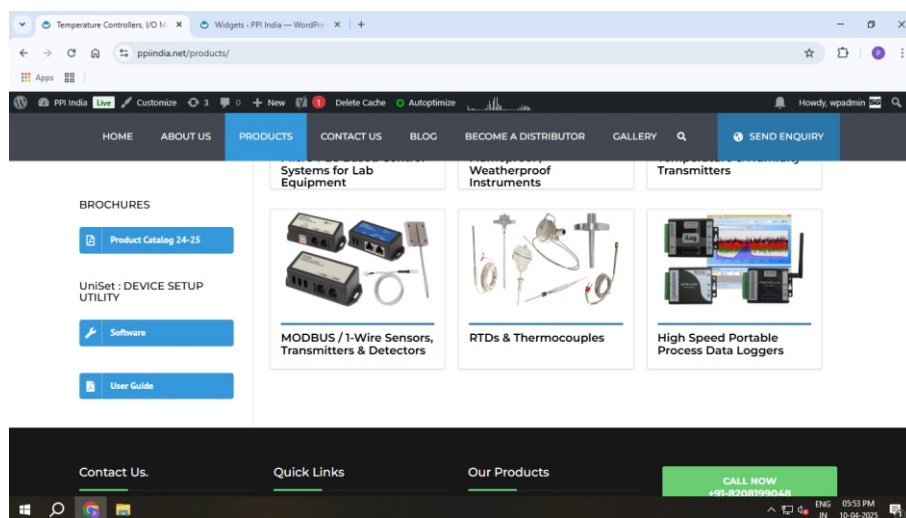 Temperature Controllers, I/O M
Widgets ‹ PPI India — WordPre
ppiindia.net/products/
Apps
PPI India Live Customize 3 0 New 1 Delete Cache Autoptimize Howdy, wpadmin
HOME ABOUT US PRODUCTS CONTACT US BLOG BECOME A DISTRIBUTOR GALLERY SEND ENQUIRY
Systems for Lab
Equipment
Weatherproof
Instruments
Transmitters
BROCHURES
Product Catalog 24-25
UniSet : DEVICE SETUP
UTILITY
Software
User Guide
MODBUS / 1-Wire Sensors,
Transmitters & Detectors
RTDs & Thermocouples
iLog
High Speed Portable
Process Data Loggers
Contact Us.
Quick Links
Our Products
CALL NOW
+91-8208199048
ENG
IN
05:53 PM
10-04-2025